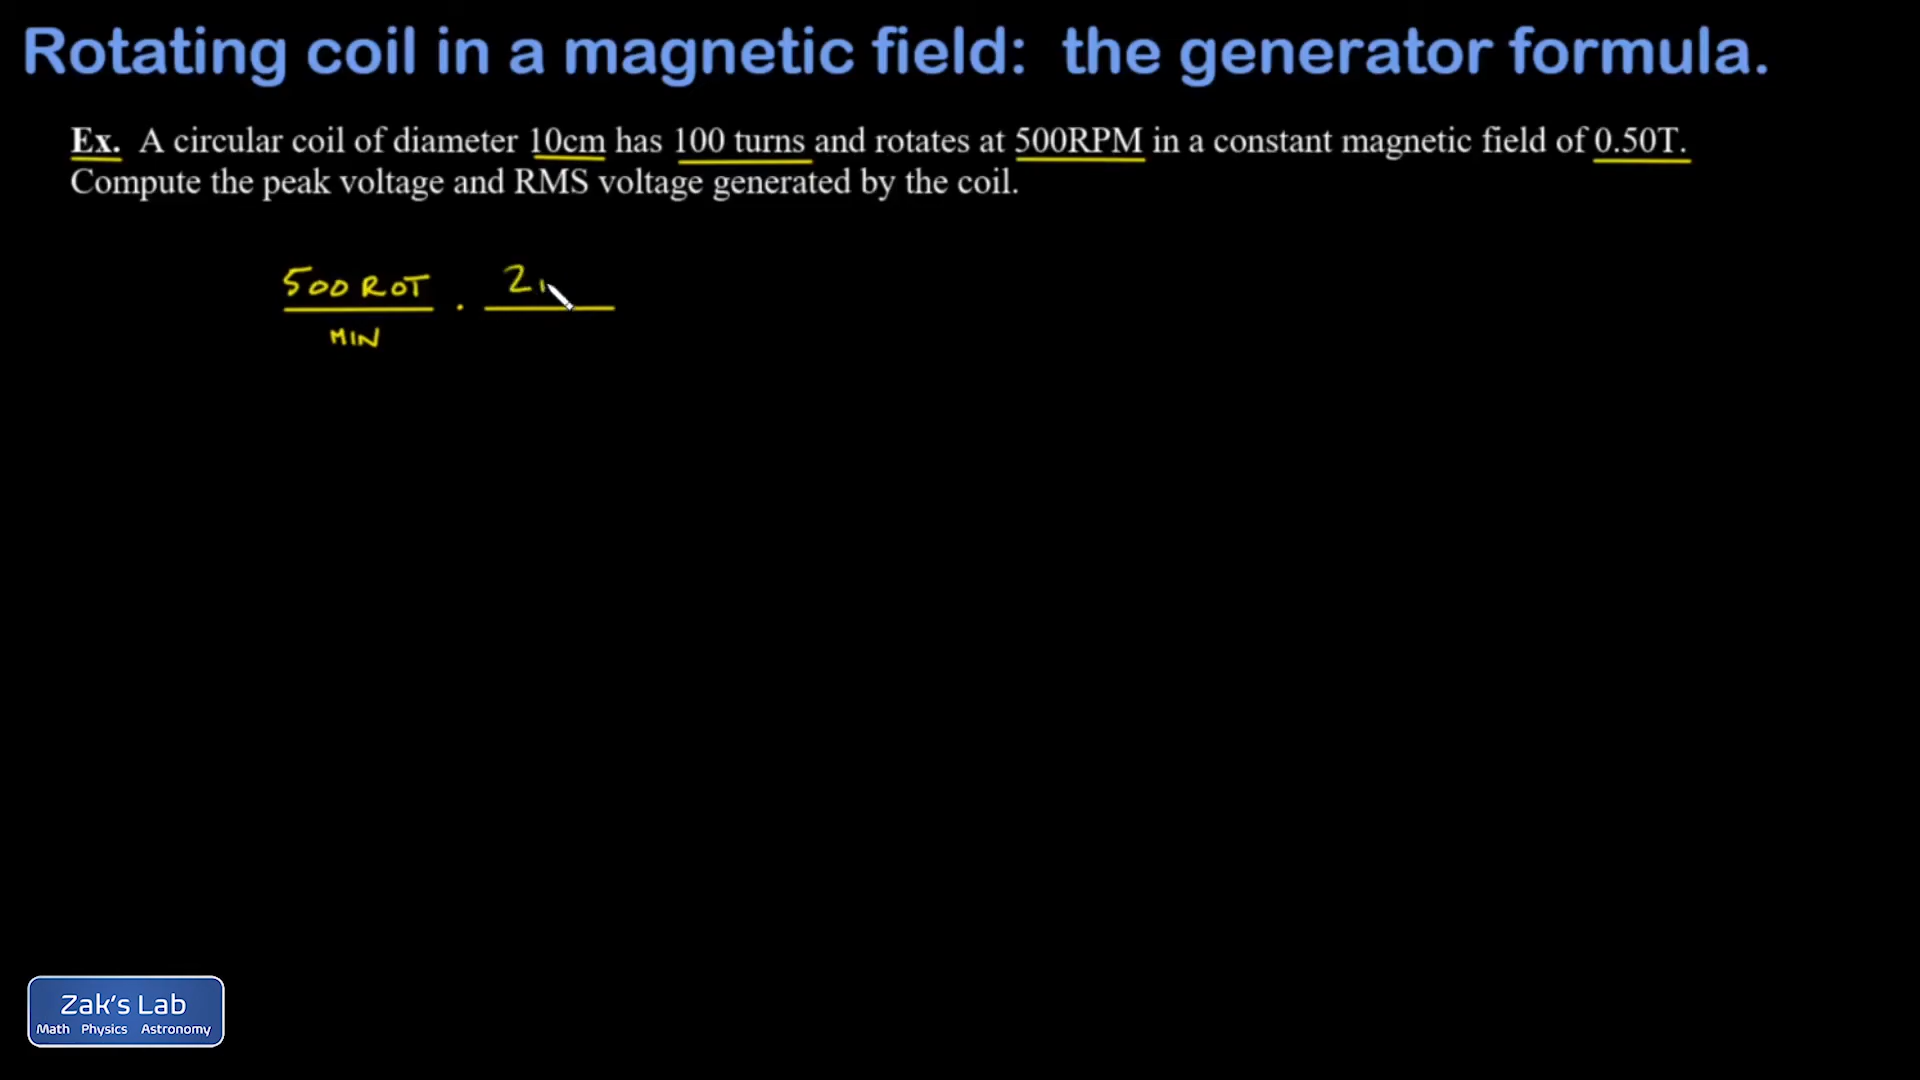 Rotating coil in a magnetic field: the generator formula.
Ex. A circular coil of diameter 10cm has 100 turns and rotates at 500RPM in a constant magnetic field of 0.50T.
Compute the peak voltage and RMS voltage generated by the coil.
500 ROT · 2
MIN
Zak's Lab
Math Physics Astronomy